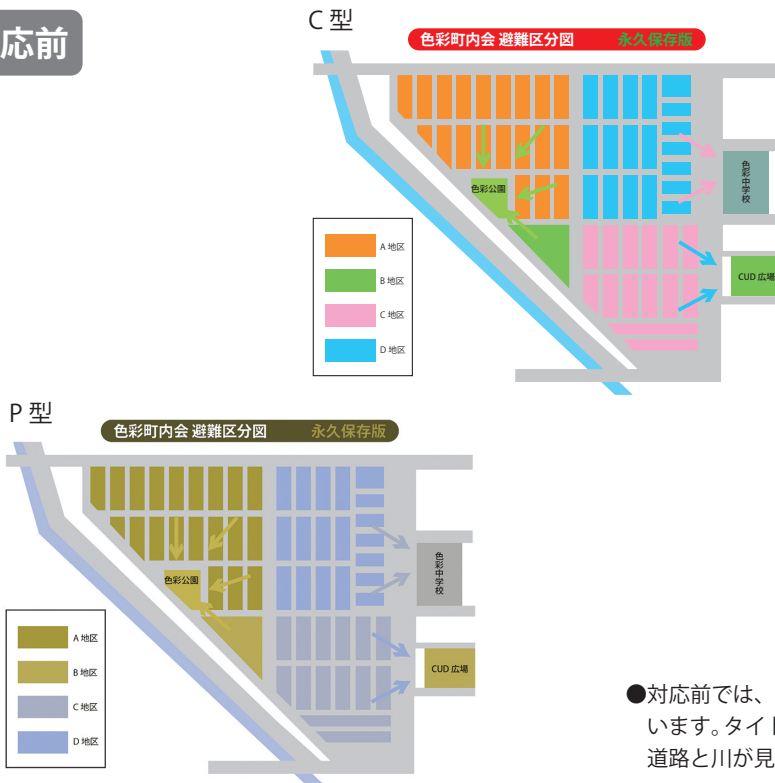 応前
C 型
色彩町内会 避難区分図 永久保存版
色彩公園
色彩中学校
CUD 広場
A 地区
B 地区
C 地区
D 地区
P 型
色彩町内会 避難区分図 永久保存版
色彩公園
色彩中学校
CUD 広場
A 地区
B 地区
C 地区
D 地区
●対応前では、
います。タイト
道路と川が見